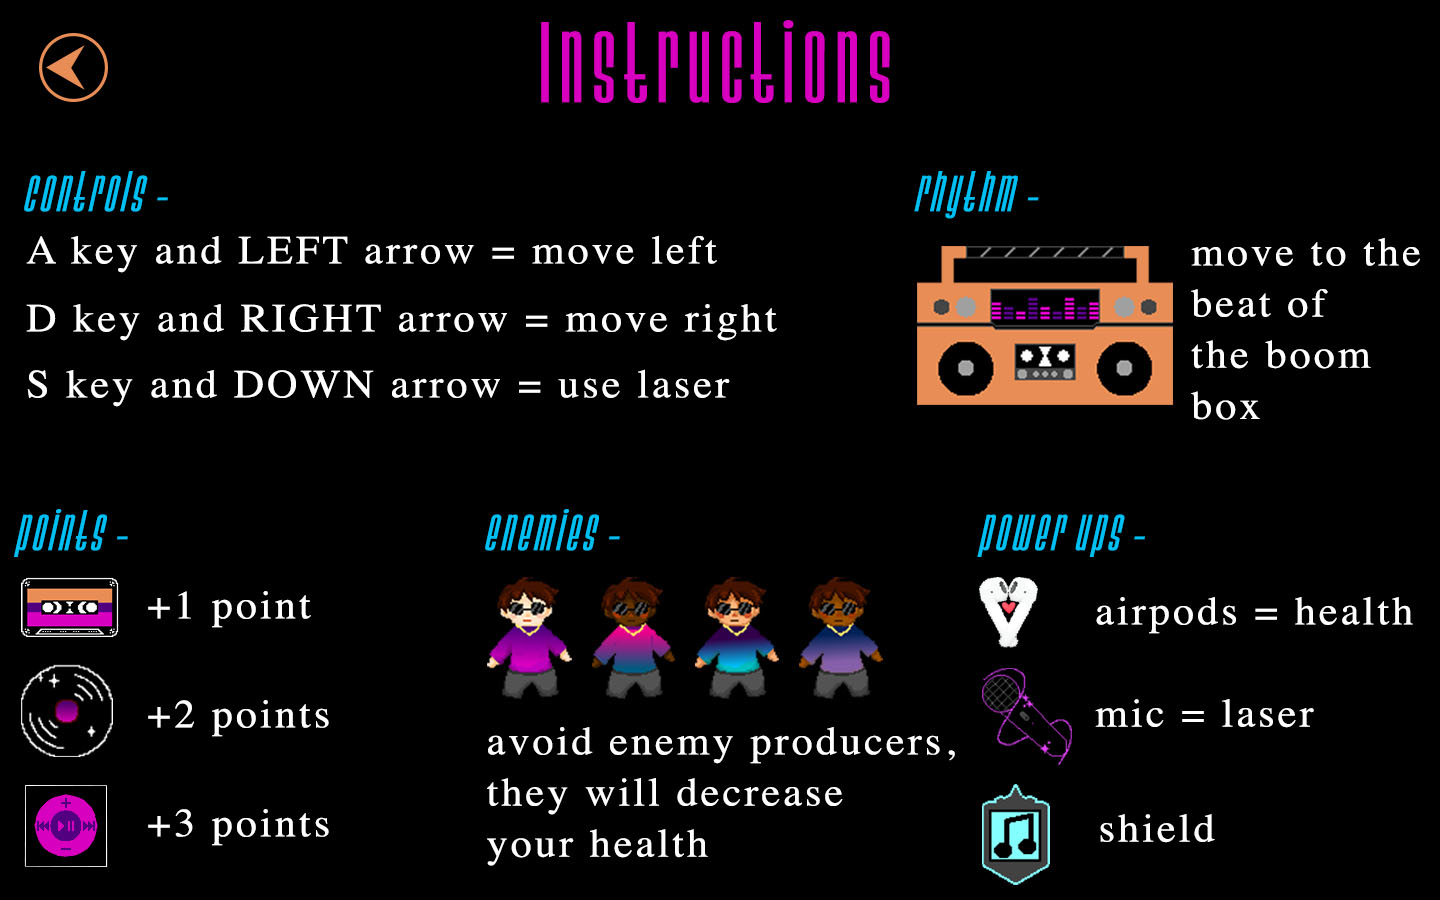 Instructions
controls -
A key and LEFT arrow = move left
D key and RIGHT arrow = move right
S key and DOWN arrow = use laser
rhythm -
move to the
beat of
the boom
box
points -
+1 point
+2 points
+3 points
enemies -
avoid enemy producers,
they will decrease
your health
power ups -
airpods = health
mic = laser
shield